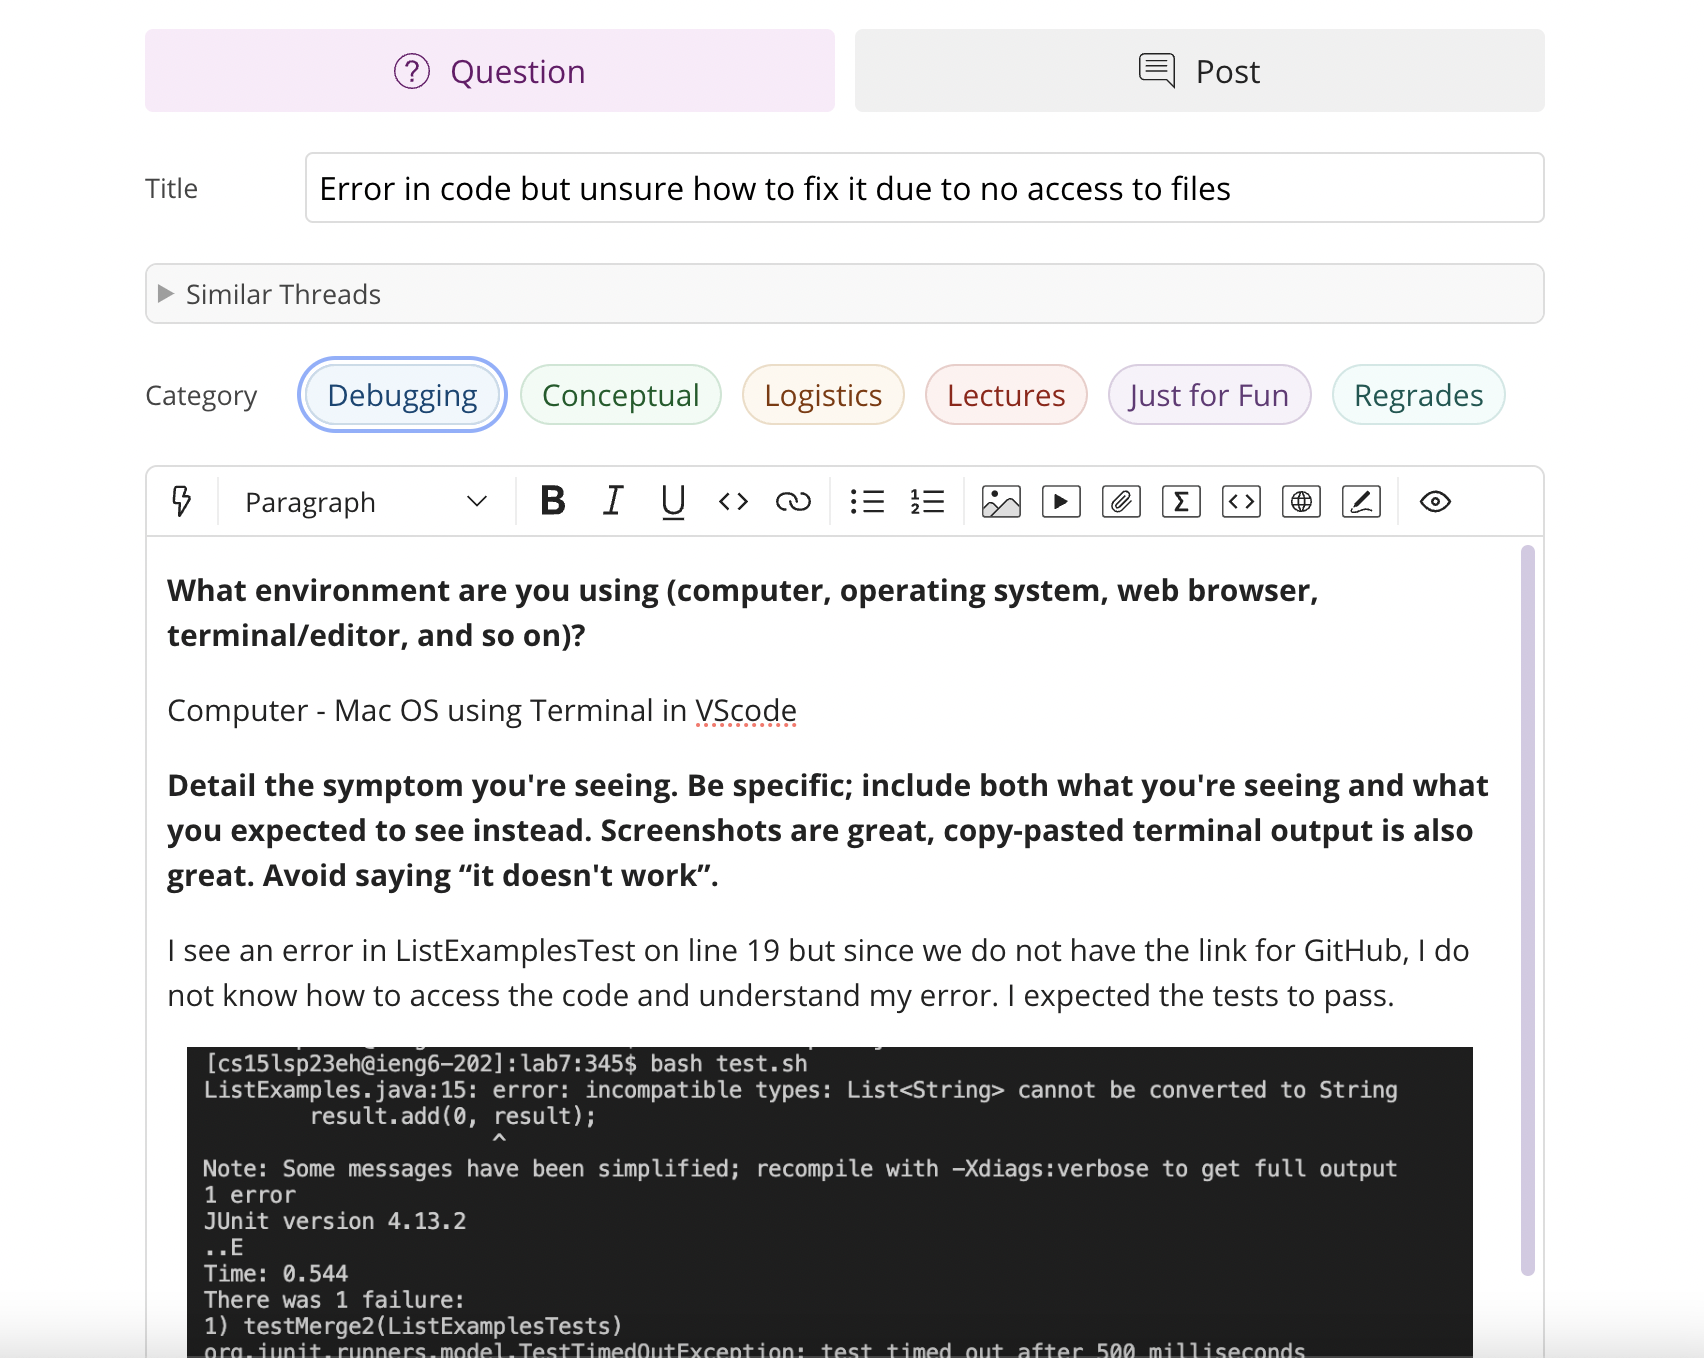 Question
Post
Title
Error in code but unsure how to fix it due to no access to files
Similar Threads
Category
Debugging
Conceptual
Logistics
Lectures
Just for Fun
Regrades
Paragraph
What environment are you using (computer, operating system, web browser,
terminal/editor, and so on)?
Computer - Mac OS using Terminal in VScode
Detail the symptom you're seeing. Be specific; include both what you're seeing and what
you expected to see instead. Screenshots are great, copy-pasted terminal output is also
great. Avoid saying “it doesn't work”.
I see an error in ListExamplesTest on line 19 but since we do not have the link for GitHub, I do
not know how to access the code and understand my error. I expected the tests to pass.
[cs15lsp23eh@ieng6-202]:lab7:345$ bash test.sh
ListExamples.java:15: error: incompatible types: List<String> cannot be converted to String
result.add(0, result);
^
Note: Some messages have been simplified; recompile with -Xdiags:verbose to get full output
1 error
JUnit version 4.13.2
..E
Time: 0.544
There was 1 failure:
1) testMerge2(ListExamplesTests)
org.junit.runners.model.TestTimedOutException: test timed out after 500 milliseconds